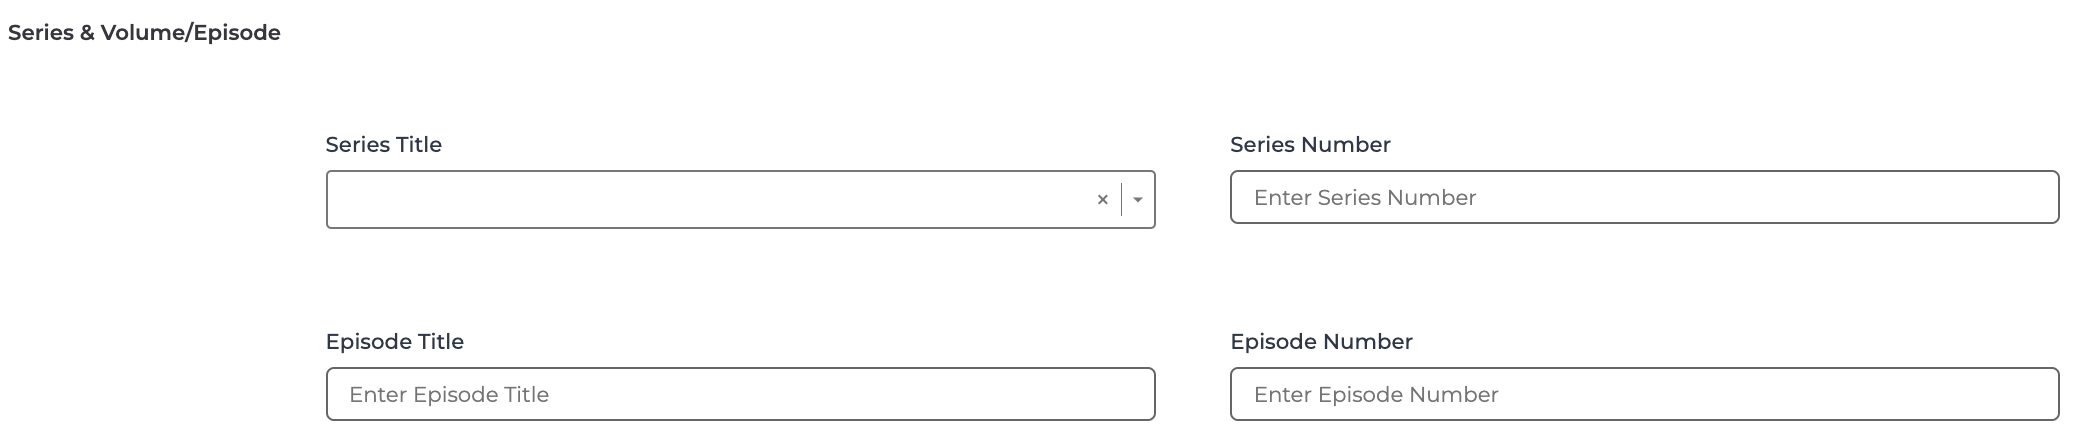 Series & Volume/Episode
Series Title
Series Number
×
Enter Series Number
Episode Title
Episode Number
Enter Episode Title
Enter Episode Number